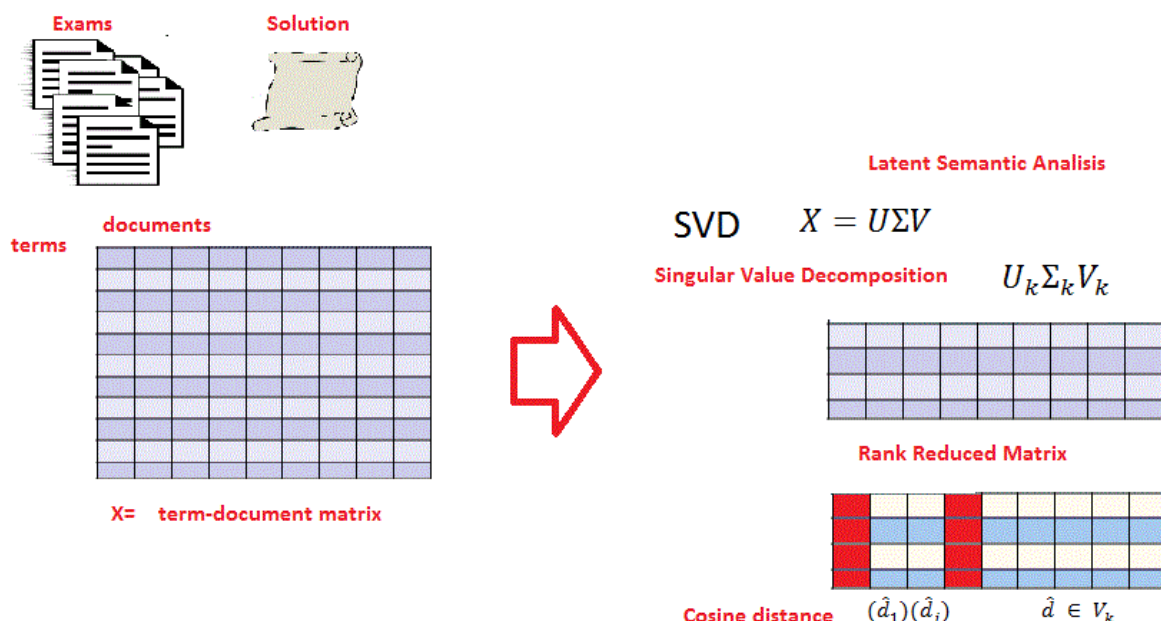 Exams
Solution
documents
terms
X= term-document matrix
Latent Semantic Analisis
SVD X = UΣV
Singular Value Decomposition
U_kΣ_kV_k
Rank Reduced Matrix
Cosine distance (d̂_1)(d̂_i) d̂ ∈ V_k